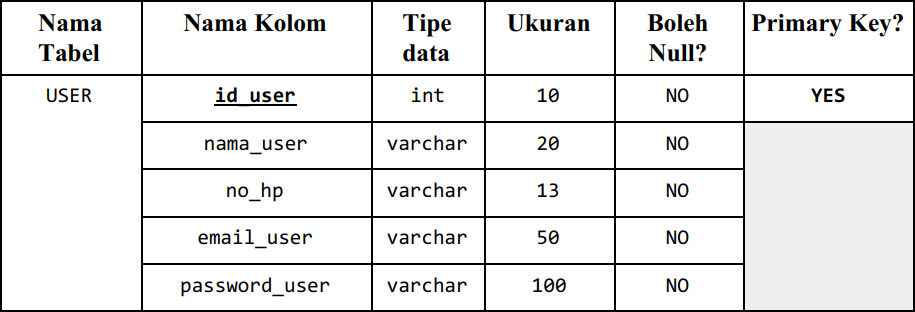 Nama Tabel Nama Kolom Tipe data Ukuran Boleh Null? Primary Key?
USER id_user int 10 NO YES
nama_user varchar 20 NO
no_hp varchar 13 NO
email_user varchar 50 NO
password_user varchar 100 NO